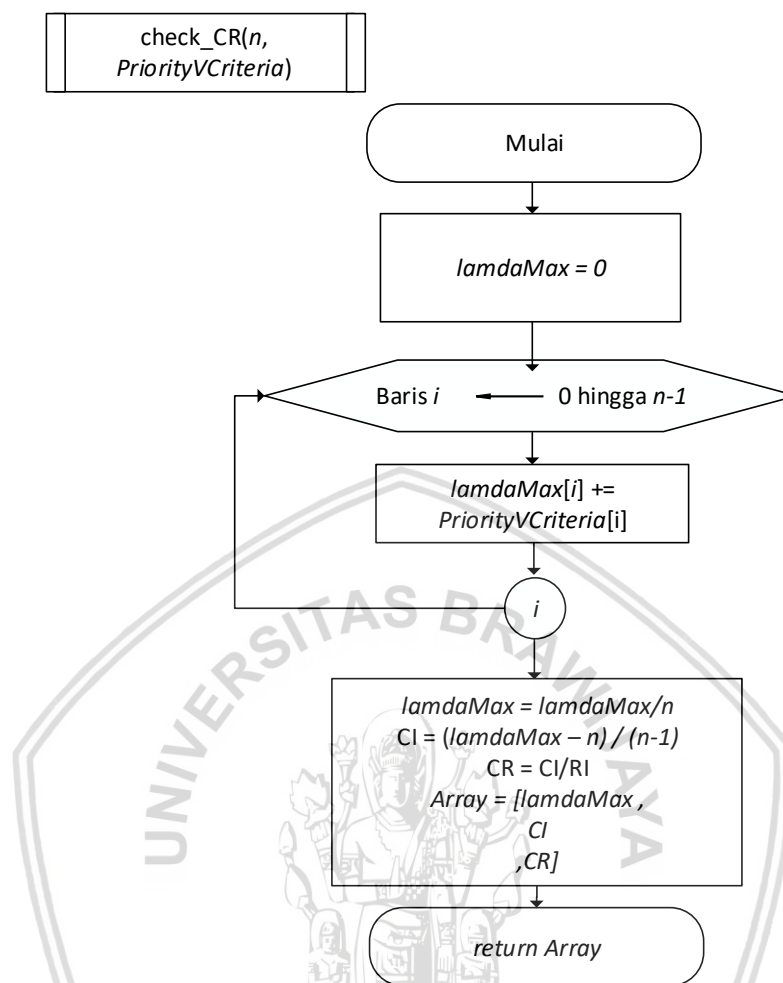 check_CR(n,
PriorityVCriteria)
Mulai
lamdaMax = 0
Baris i 0 hingga n-1
lamdaMax[i] +=
PriorityVCriteria[i]
i
lamdaMax = lamdaMax/n
CI = (lamdaMax – n) / (n-1)
CR = CI/RI
Array = [lamdaMax ,
CI
,CR]
return Array
UNIVERSITAS BRAWIJAYA